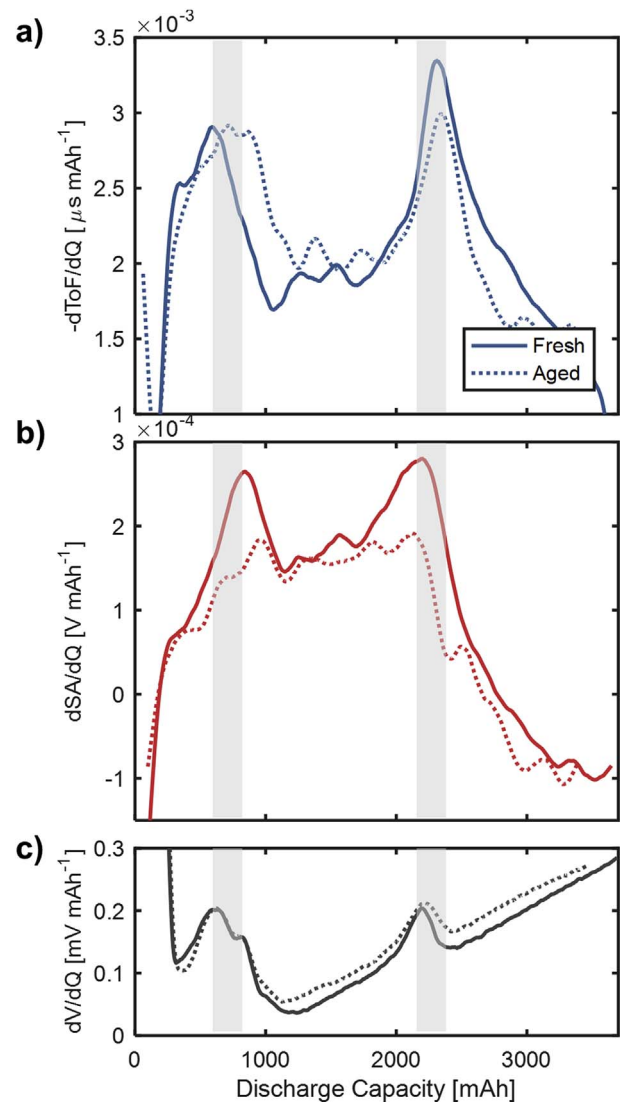 a)
×10⁻³
3.5
3
2.5
2
1.5
1
-dToF/dQ [ μs mAh⁻¹]
Fresh
Aged
b)
×10⁻⁴
3
2
1
0
-1
dSA/dQ [V mAh⁻¹]
c)
0.3
0.2
0.1
0
dV/dQ [mV mAh⁻¹]
0 1000 2000 3000
Discharge Capacity [mAh]